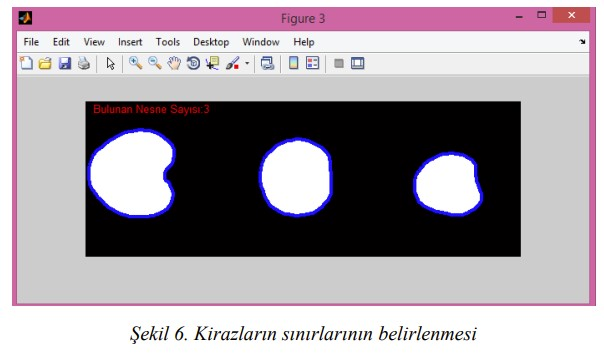 Figure 3
File Edit View Insert Tools Desktop Window Help
Bulunan Nesne Sayısı:3
Şekil 6. Kirazların sınırlarının belirlenmesi